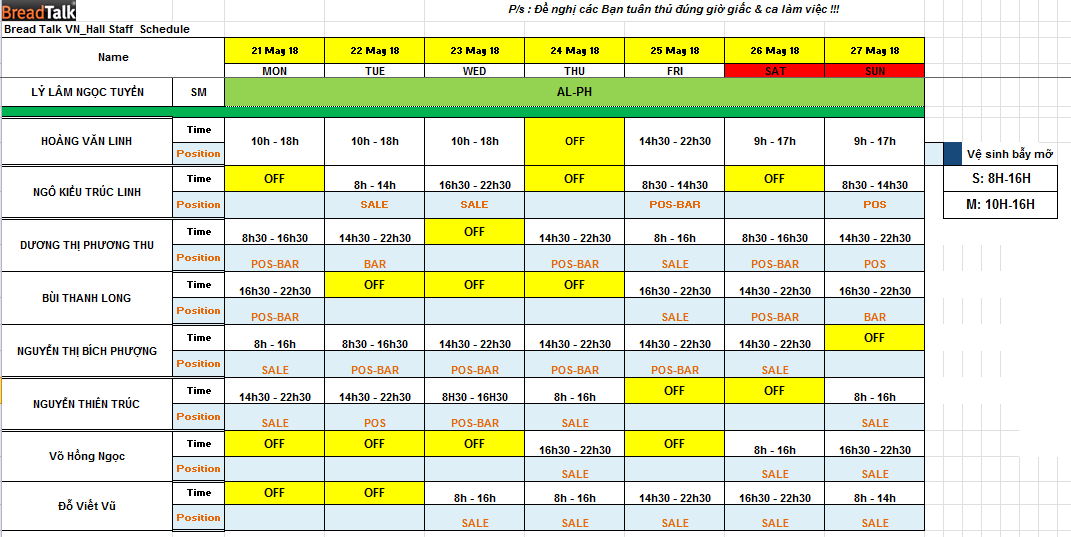 BreadTalk
P/s : Đề nghị các Bạn tuân thủ đúng giờ giấc & ca làm việc !!!
Bread Talk VN_Hall Staff Schedule
Name 21 May 18 22 May 18 23 May 18 24 May 18 25 May 18 26 May 18 27 May 18
MON TUE WED THU FRI SAT SUN
LÝ LÂM NGỌC TUYỀN SM AL-PH
HOÀNG VĂN LINH Time 10h - 18h 10h - 18h 10h - 18h OFF 14h30 - 22h30 9h - 17h 9h - 17h
Position
Vệ sinh bẫy mỡ
S: 8H-16H
M: 10H-16H
NGÔ KIỀU TRÚC LINH Time OFF 8h - 14h 16h30 - 22h30 OFF 8h30 - 14h30 OFF 8h30 - 14h30
Position SALE SALE POS-BAR POS
DƯƠNG THỊ PHƯƠNG THU Time 8h30 - 16h30 14h30 - 22h30 OFF 14h30 - 22h30 8h - 16h 8h30 - 16h30 14h30 - 22h30
Position POS-BAR BAR POS-BAR SALE POS-BAR POS
BÙI THANH LONG Time 16h30 - 22h30 OFF OFF OFF 16h30 - 22h30 14h30 - 22h30 16h30 - 22h30
Position POS-BAR SALE POS-BAR BAR
NGUYỄN THỊ BÍCH PHƯỢNG Time 8h - 16h 8h30 - 16h30 14h30 - 22h30 14h30 - 22h30 14h30 - 22h30 14h30 - 22h30 OFF
Position SALE POS-BAR POS-BAR POS-BAR POS-BAR SALE
NGUYỄN THIÊN TRÚC Time 14h30 - 22h30 14h30 - 22h30 8H30 - 16H30 8h - 16h OFF OFF 8h - 16h
Position SALE POS POS-BAR SALE SALE
Võ Hồng Ngọc Time OFF OFF OFF 16h30 - 22h30 OFF 8h - 16h 16h30 - 22h30
Position SALE SALE SALE
Đỗ Viết Vũ Time OFF OFF 8h - 16h 8h - 16h 14h30 - 22h30 16h30 - 22h30 8h - 14h
Position SALE SALE SALE SALE SALE